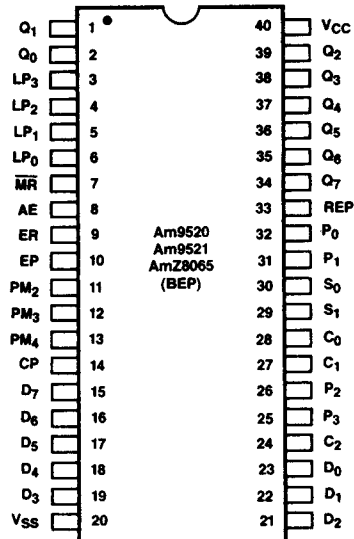 Q1 1 40 VCC
Q0 2 39 Q2
LP3 3 38 Q3
LP2 4 37 Q4
LP1 5 36 Q5
LP0 6 35 Q6
M̅R̅ 7 34 Q7
AE 8 33 REP
ER 9 Am9520 32 P0
EP 10 Am9521 31 P1
PM2 11 AmZ8065 30 S0
PM3 12 (BEP) 29 S1
PM4 13 28 C0
CP 14 27 C1
D7 15 26 P2
D6 16 25 P3
D5 17 24 C2
D4 18 23 D0
D3 19 22 D1
VSS 20 21 D2